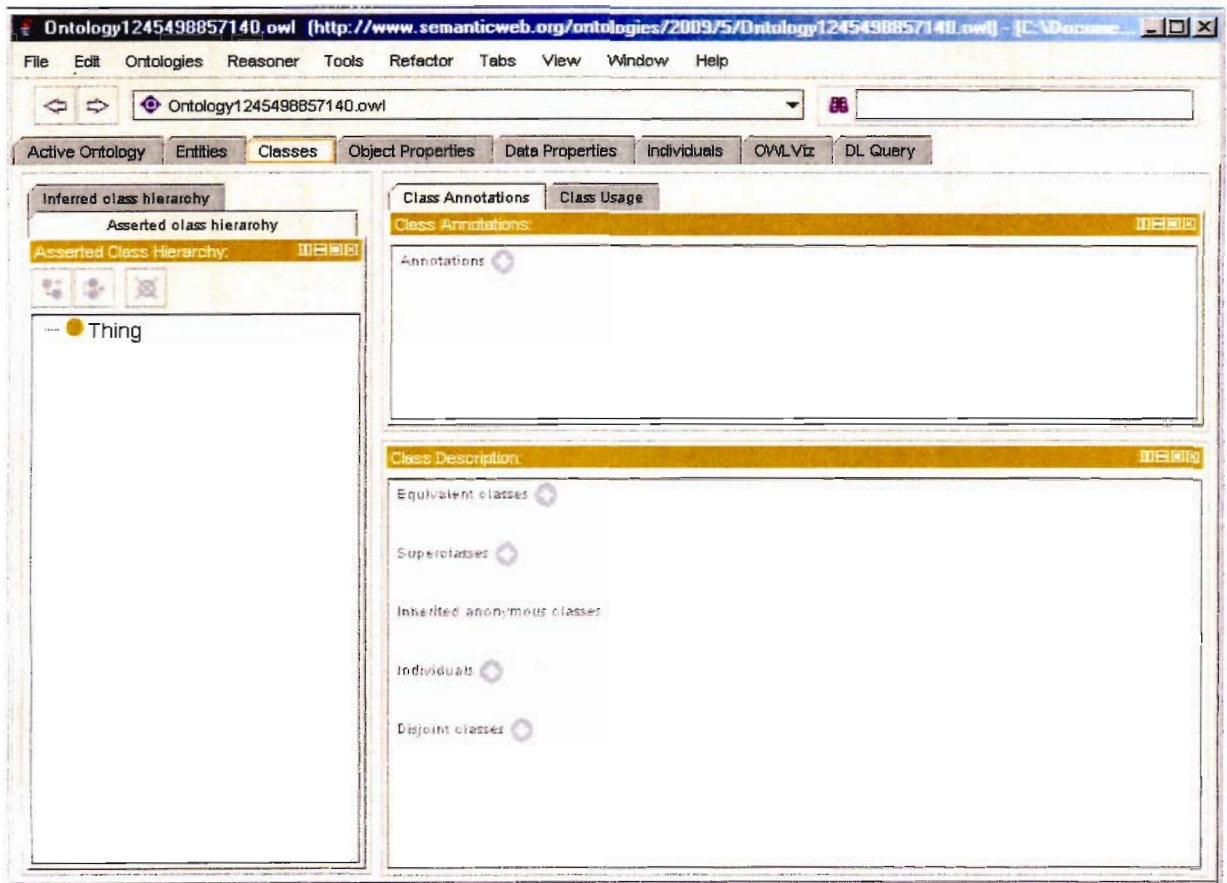 Ontology1245498857140.owl (http://www.semanticweb.org/ontologies/2009/5/Ontology1245498857140.owl) - [C:\Documc...
File Edit Ontologies Reasoner Tools Refactor Tabs View Window Help
Ontology1245498857140.owl
Active Ontology Entities Classes Object Properties Data Properties Individuals OWLViz DL Query
Inferred class hierarchy
Asserted class hierarchy
Asserted Class Hierarchy:
Thing
Class Annotations Class Usage
Class Annotations:
Annotations
Class Description:
Equivalent classes
Superclasses
Inherited anonymous classes
Individuals
Disjoint classes